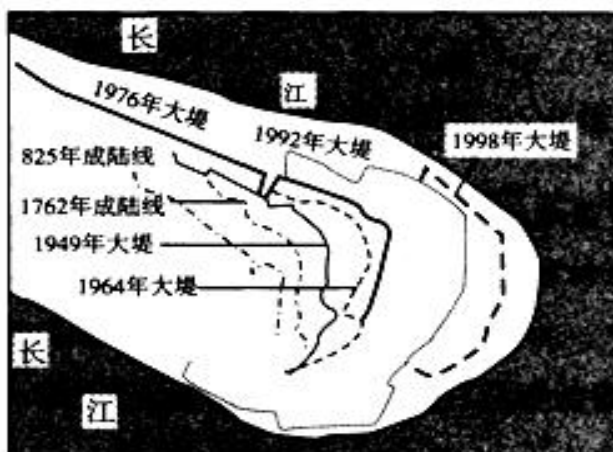 长
江
1976年大堤
1992年大堤
1998年大堤
825年成陆线
1762年成陆线
1949年大堤
1964年大堤
长
江